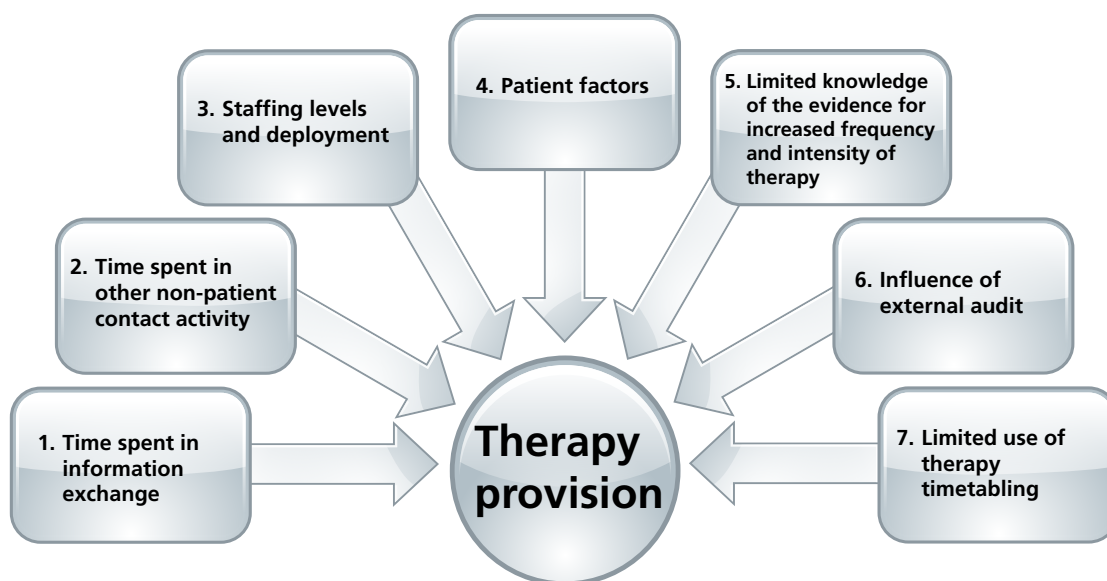 1. Time spent in
information
exchange
2. Time spent in
other non-patient
contact activity
3. Staffing levels
and deployment
4. Patient factors
5. Limited knowledge
of the evidence for
increased frequency
and intensity of
therapy
6. Influence of
external audit
7. Limited use of
therapy
timetabling
Therapy
provision